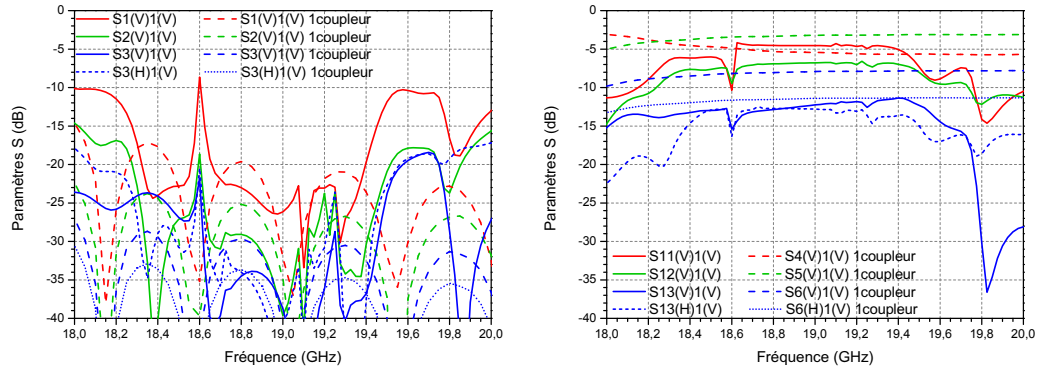 0
-5
-10
-15
-20
-25
-30
-35
-40
Paramètres S (dB)
S1(V)1(V)
S2(V)1(V)
S3(V)1(V)
S3(H)1(V)
S1(V)1(V) 1coupleur
S2(V)1(V) 1coupleur
S3(V)1(V) 1coupleur
S3(H)1(V) 1coupleur
18,0 18,2 18,4 18,6 18,8 19,0 19,2 19,4 19,6 19,8 20,0
Fréquence (GHz)
0
-5
-10
-15
-20
-25
-30
-35
-40
Paramètres S (dB)
S11(V)1(V)
S12(V)1(V)
S13(V)1(V)
S13(H)1(V)
S4(V)1(V) 1coupleur
S5(V)1(V) 1coupleur
S6(V)1(V) 1coupleur
S6(H)1(V) 1coupleur
18,0 18,2 18,4 18,6 18,8 19,0 19,2 19,4 19,6 19,8 20,0
Fréquence (GHz)